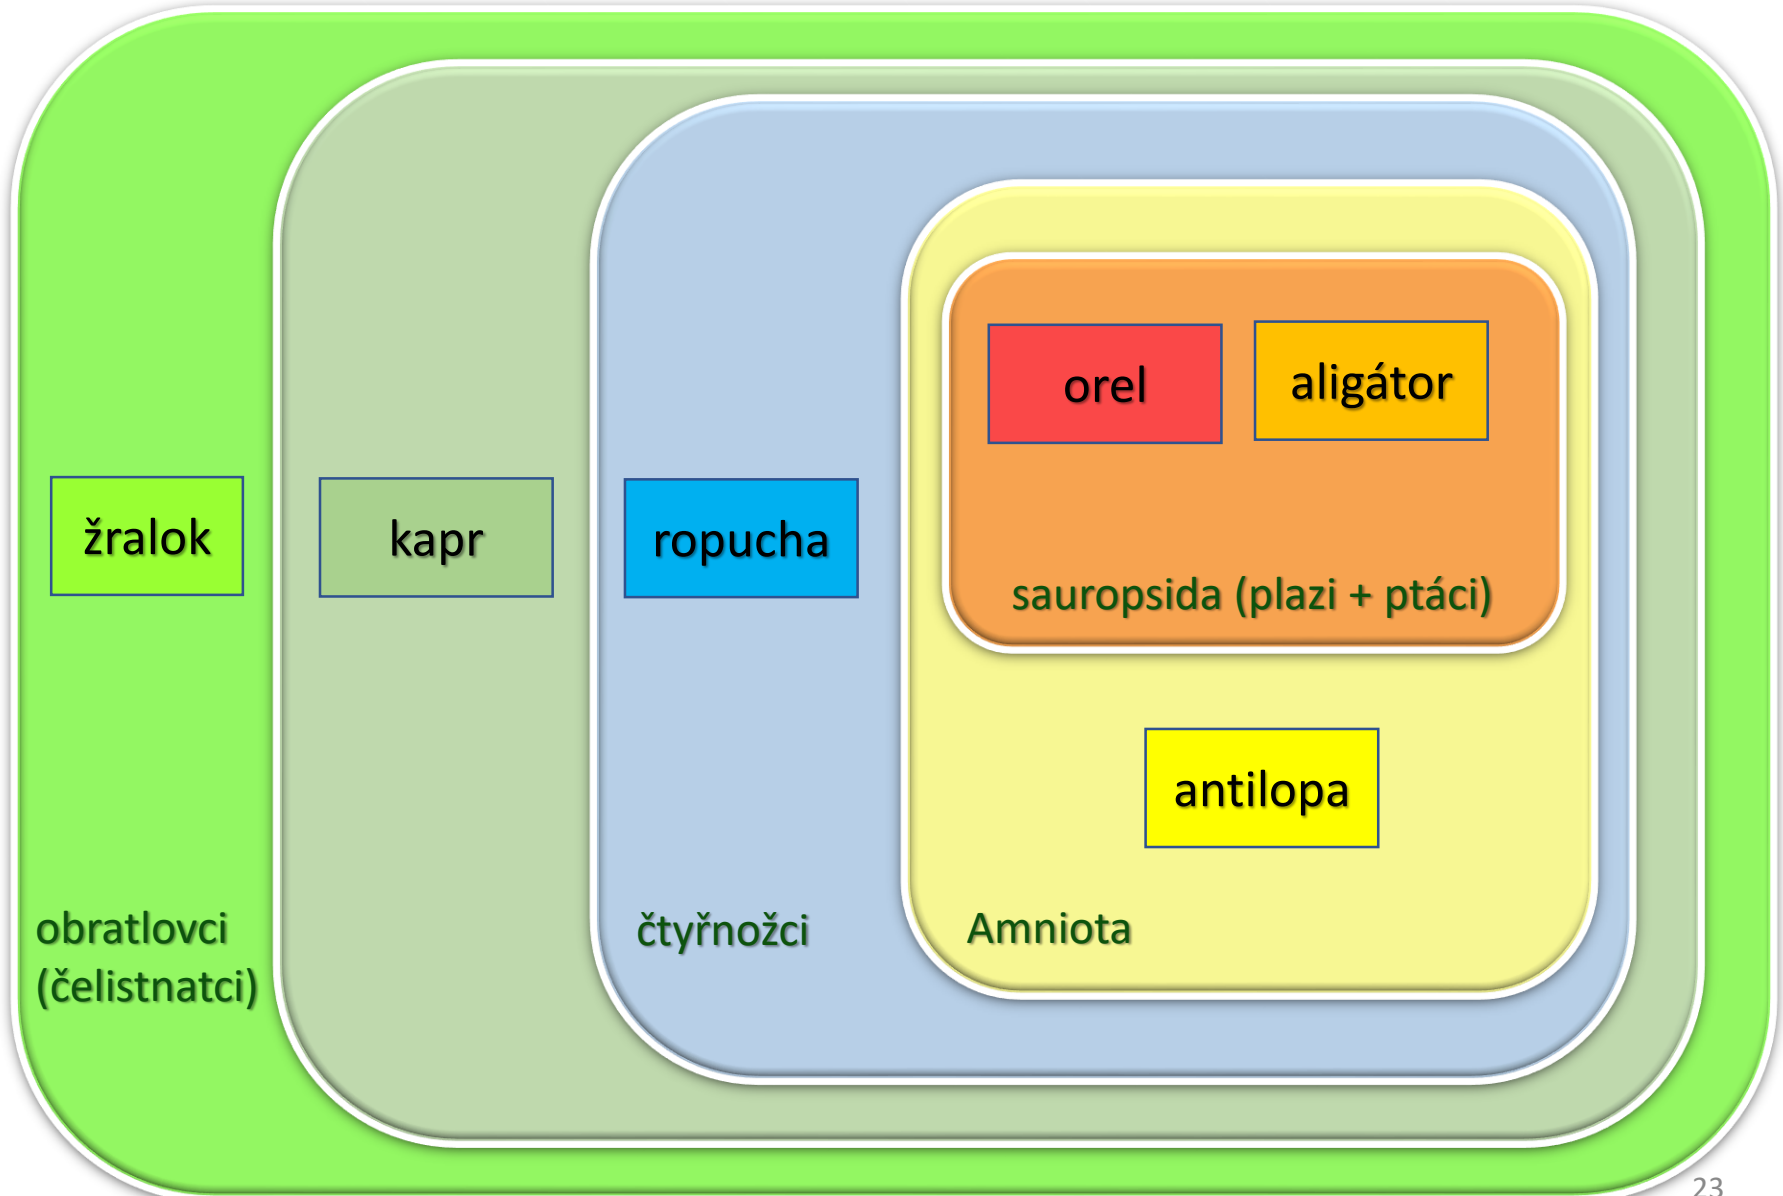 orel
aligátor
žralok
kapr
ropucha
sauropsida (plazi + ptáci)
antilopa
obratlovci
(čelistnatci)
čtyřnožci
Amniota
23